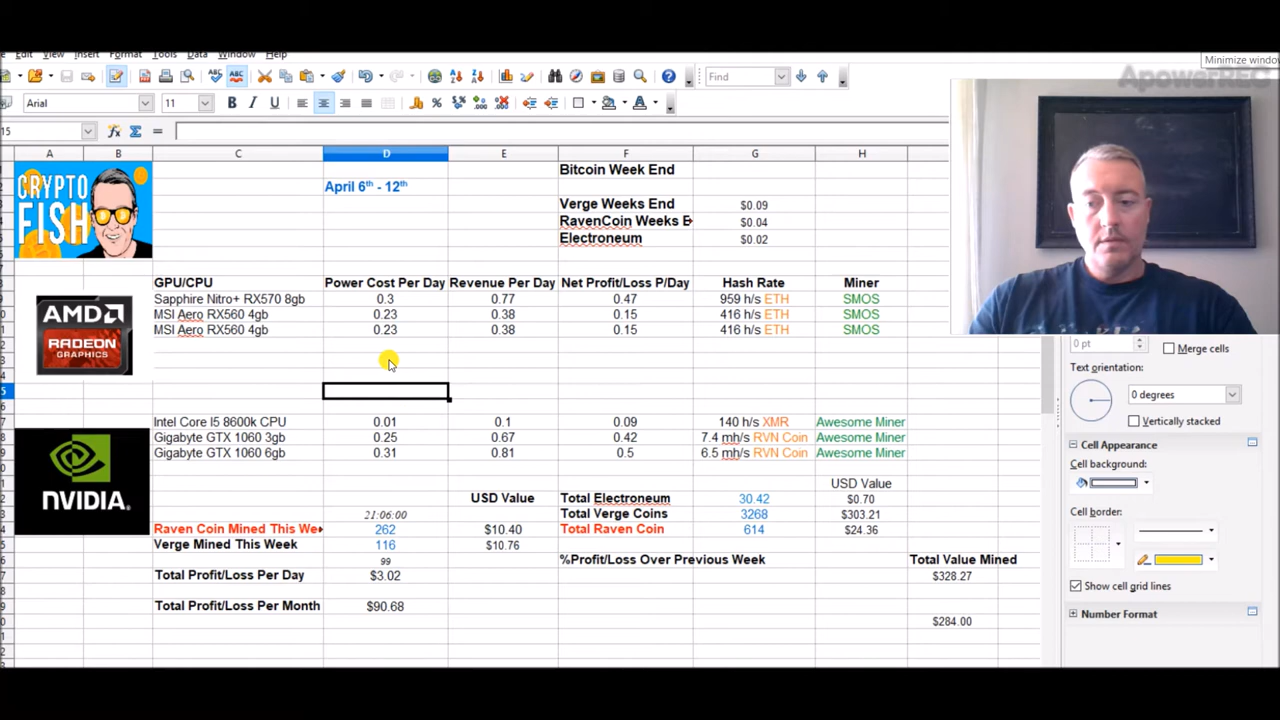 Edit View Insert Format Tools Data Window Help
Minimize window
ApowerREC
Find
Arial 11
15
A B C D E F G H
CRYPTO
FISH
Bitcoin Week End
April 6th - 12th
Verge Weeks End $0.09
RavenCoin Weeks E $0.04
Electroneum $0.02
GPU/CPU Power Cost Per Day Revenue Per Day Net Profit/Loss P/Day Hash Rate Miner
Sapphire Nitro+ RX570 8gb 0.3 0.77 0.47 959 h/s ETH SMOS
MSI Aero RX560 4gb 0.23 0.38 0.15 416 h/s ETH SMOS
MSI Aero RX560 4gb 0.23 0.38 0.15 416 h/s ETH SMOS
AMD
RADEON
GRAPHICS
0 pt Merge cells
Text orientation:
0 degrees
Vertically stacked
Intel Core I5 8600k CPU 0.01 0.1 0.09 140 h/s XMR Awesome Miner
Gigabyte GTX 1060 3gb 0.25 0.67 0.42 7.4 mh/s RVN Coin Awesome Miner
Gigabyte GTX 1060 6gb 0.31 0.81 0.5 6.5 mh/s RVN Coin Awesome Miner
NVIDIA
Cell Appearance
Cell background:
USD Value
USD Value Total Electroneum 30.42 $0.70
21:06:00 Total Verge Coins 3268 $303.21
Raven Coin Mined This We 262 $10.40 Total Raven Coin 614 $24.36
Verge Mined This Week 116 $10.76
99 %Profit/Loss Over Previous Week Total Value Mined
Total Profit/Loss Per Day $3.02 $328.27
Total Profit/Loss Per Month $90.68
$284.00
Cell border:
Show cell grid lines
Number Format